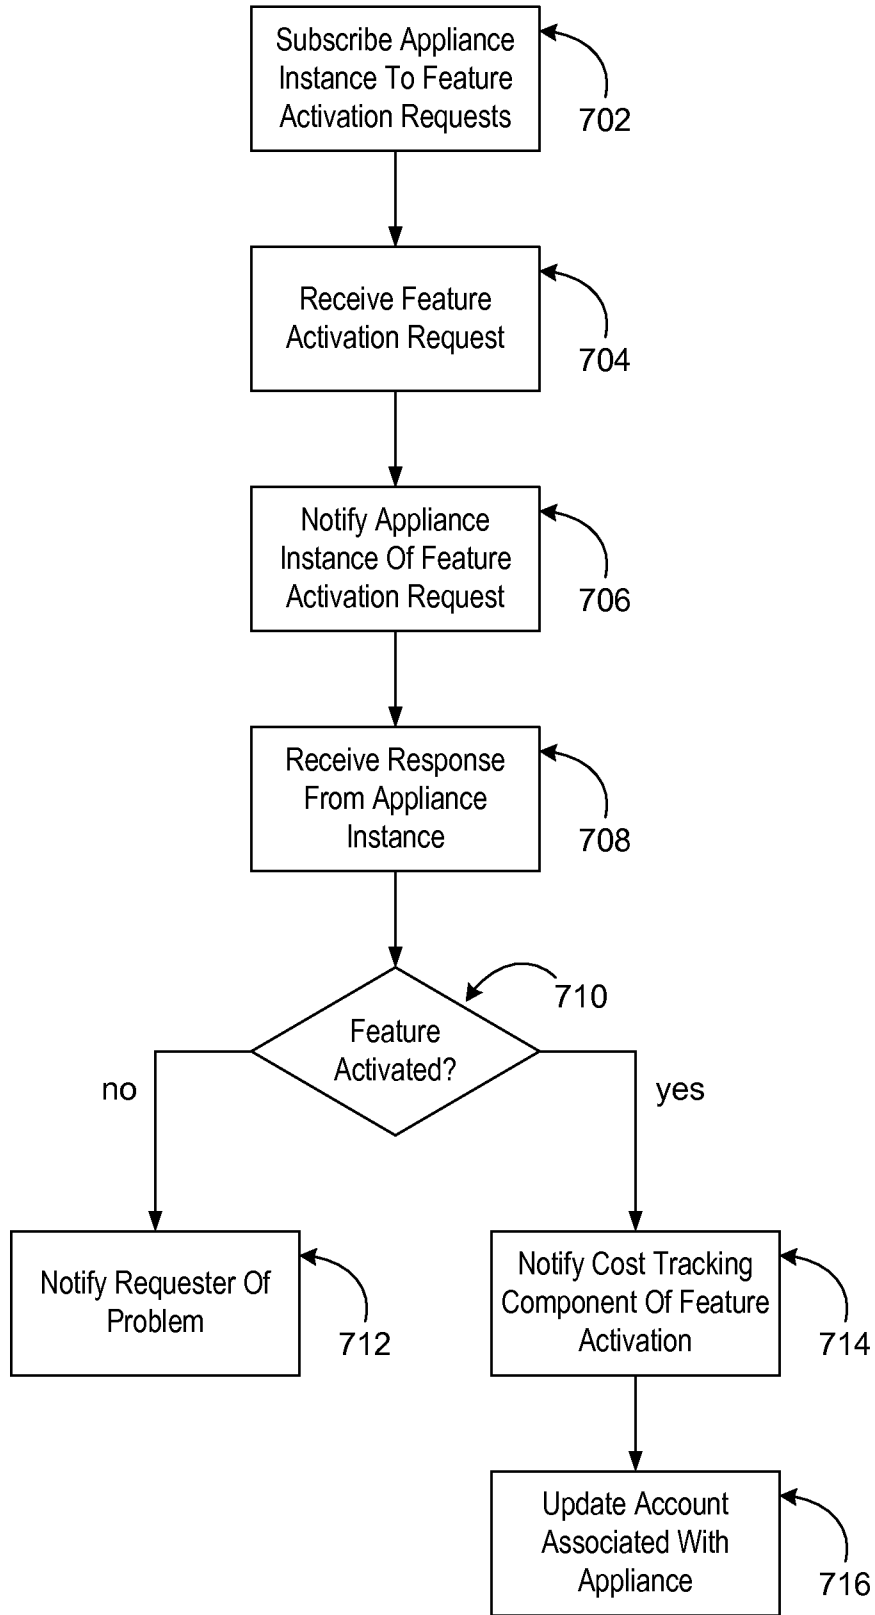 Subscribe Appliance
Instance To Feature
Activation Requests
702
Receive Feature
Activation Request
704
Notify Appliance
Instance Of Feature
Activation Request
706
Receive Response
From Appliance
Instance
708
710
Feature
Activated?
no
yes
Notify Requester Of
Problem
712
Notify Cost Tracking
Component Of Feature
Activation
714
Update Account
Associated With
Appliance
716